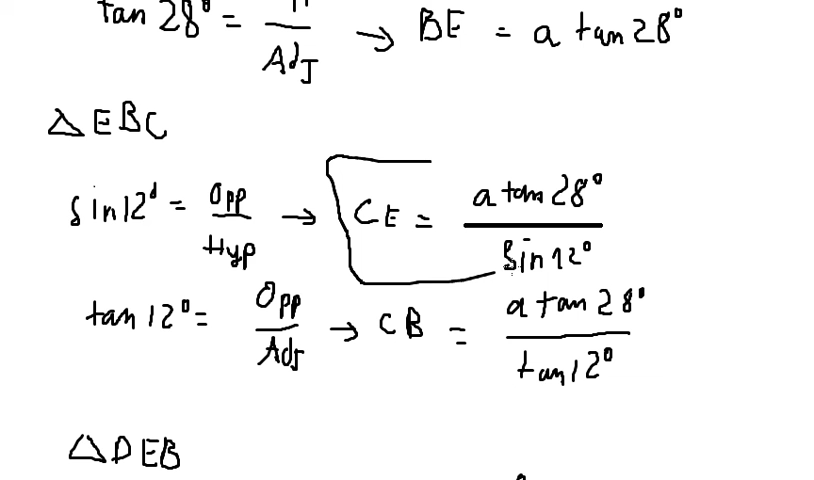 tan 28° = / Adj → BE = a tan 28°
△ EBC
sin 12° = Opp / Hyp → CE = a tan 28° / sin 12°
tan 12° = Opp / Adj → CB = a tan 28° / tan 12°
△ DEB